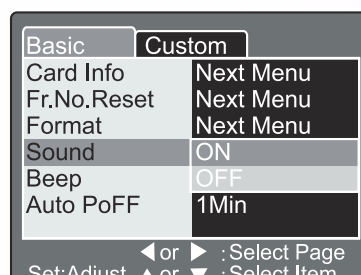 Basic Custom
Card Info Next Menu
Fr.No.Reset Next Menu
Format Next Menu
Sound ON
Beep OFF
Auto PoFF 1Min
◀ or ▶ : Select Page
Set:Adjust ▲ or ▼ : Select Item